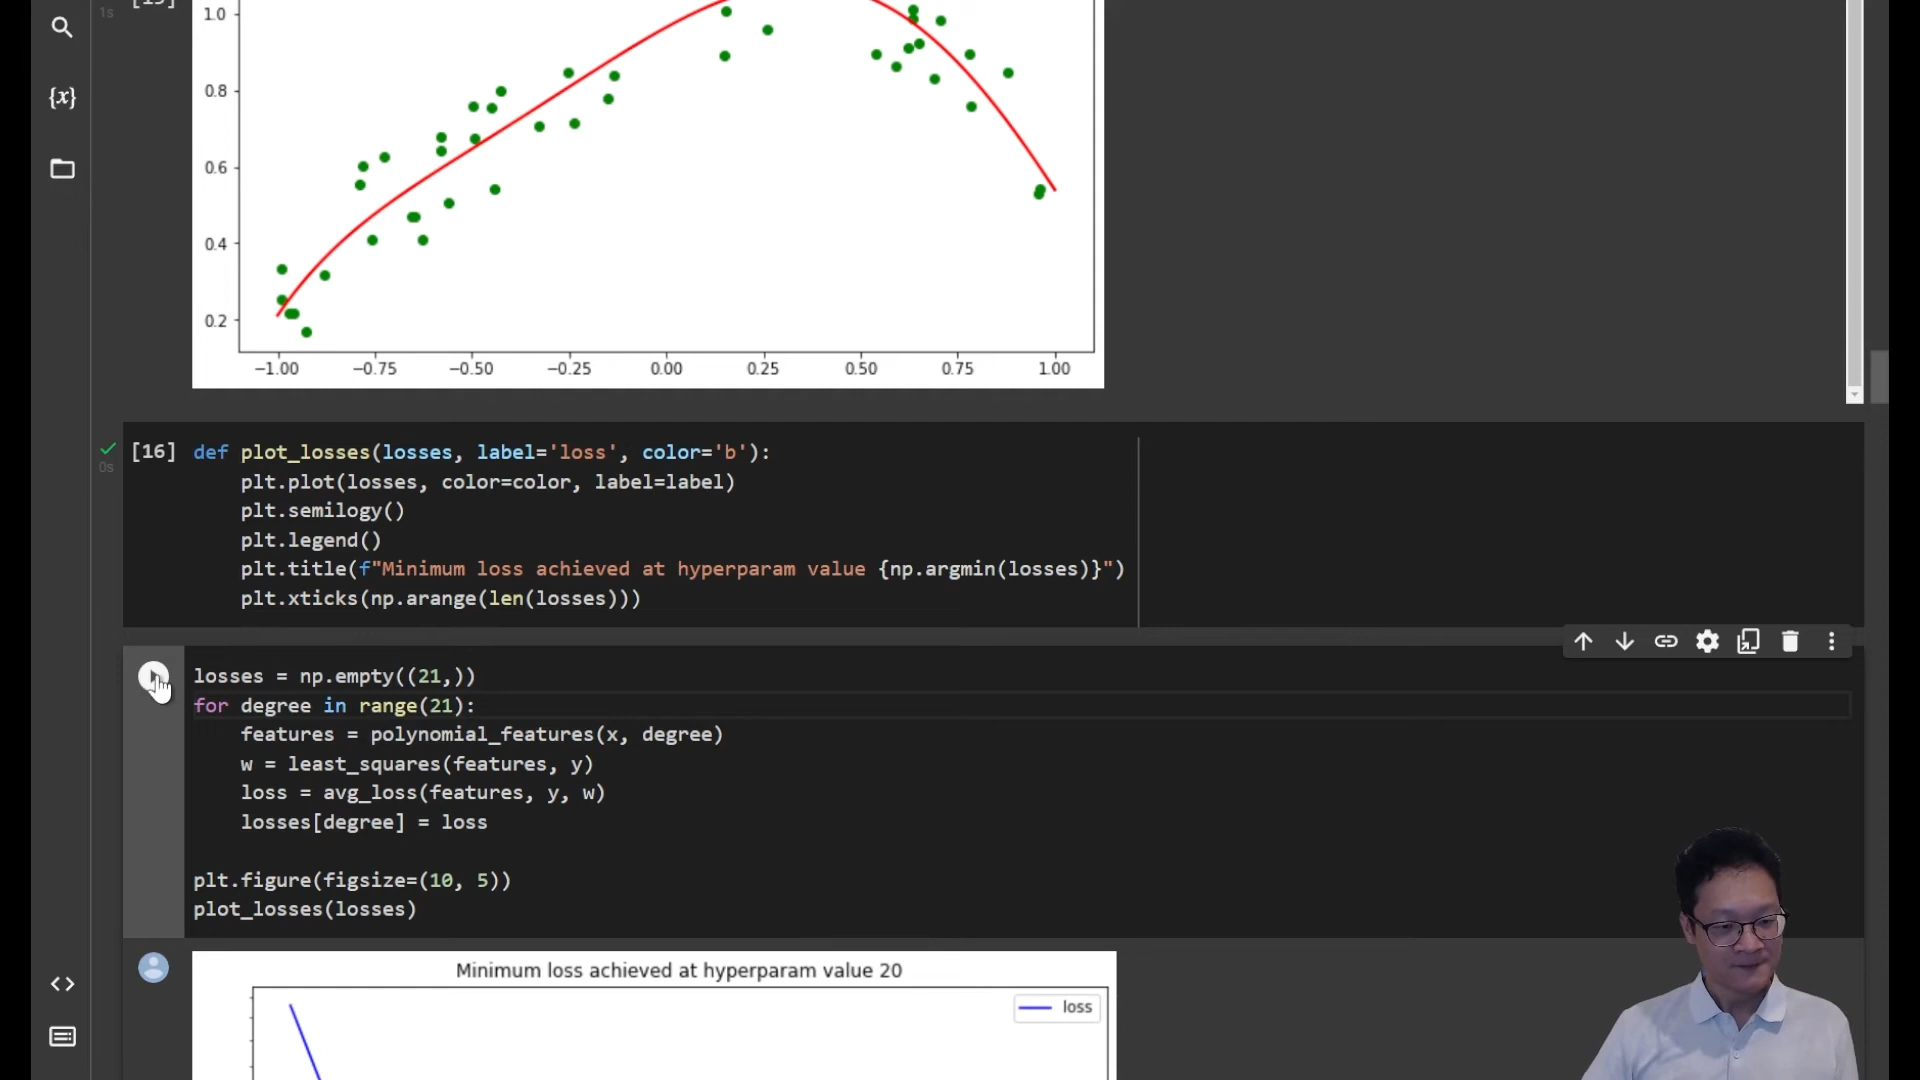 1s
[15]
1.0
0.8
0.6
0.4
0.2
−1.00 −0.75 −0.50 −0.25 0.00 0.25 0.50 0.75 1.00
{x}
0s
[16] def plot_losses(losses, label='loss', color='b'):
plt.plot(losses, color=color, label=label)
plt.semilogy()
plt.legend()
plt.title(f"Minimum loss achieved at hyperparam value {np.argmin(losses)}")
plt.xticks(np.arange(len(losses)))
losses = np.empty((21,))
for degree in range(21):
features = polynomial_features(x, degree)
w = least_squares(features, y)
loss = avg_loss(features, y, w)
losses[degree] = loss
plt.figure(figsize=(10, 5))
plot_losses(losses)
Minimum loss achieved at hyperparam value 20
loss